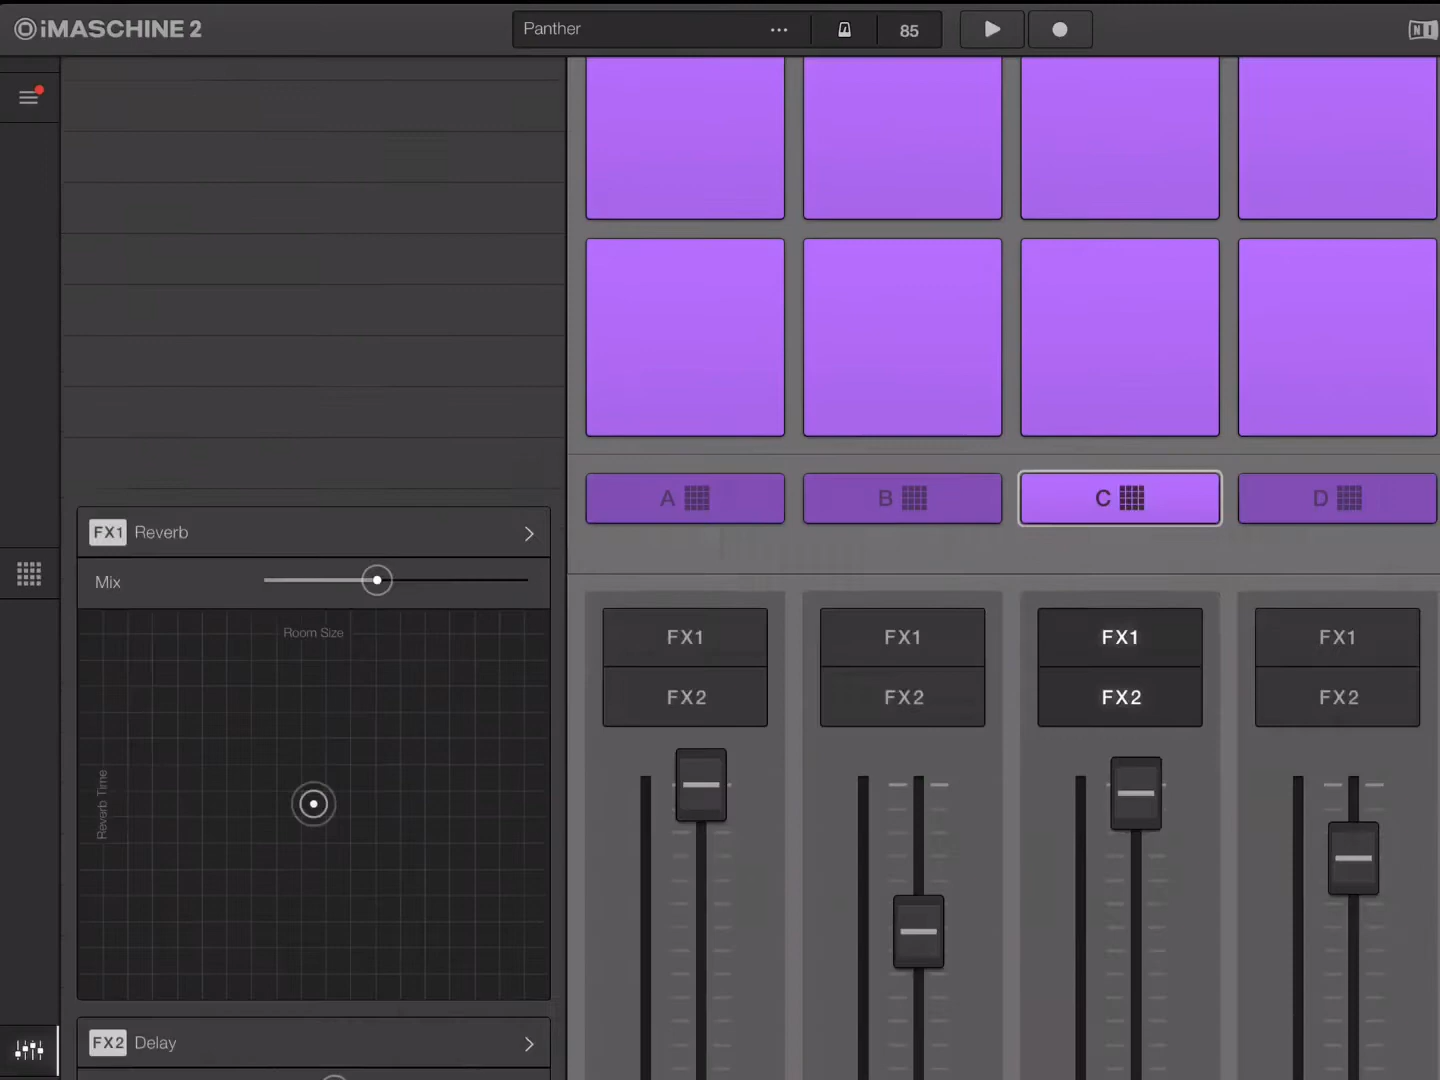 iMASCHINE 2
Panther ... 85
NI
A
B
C
D
FX1 Reverb
Mix
Room Size
Reverb Time
FX1
FX2
FX1
FX2
FX1
FX2
FX1
FX2
FX2 Delay